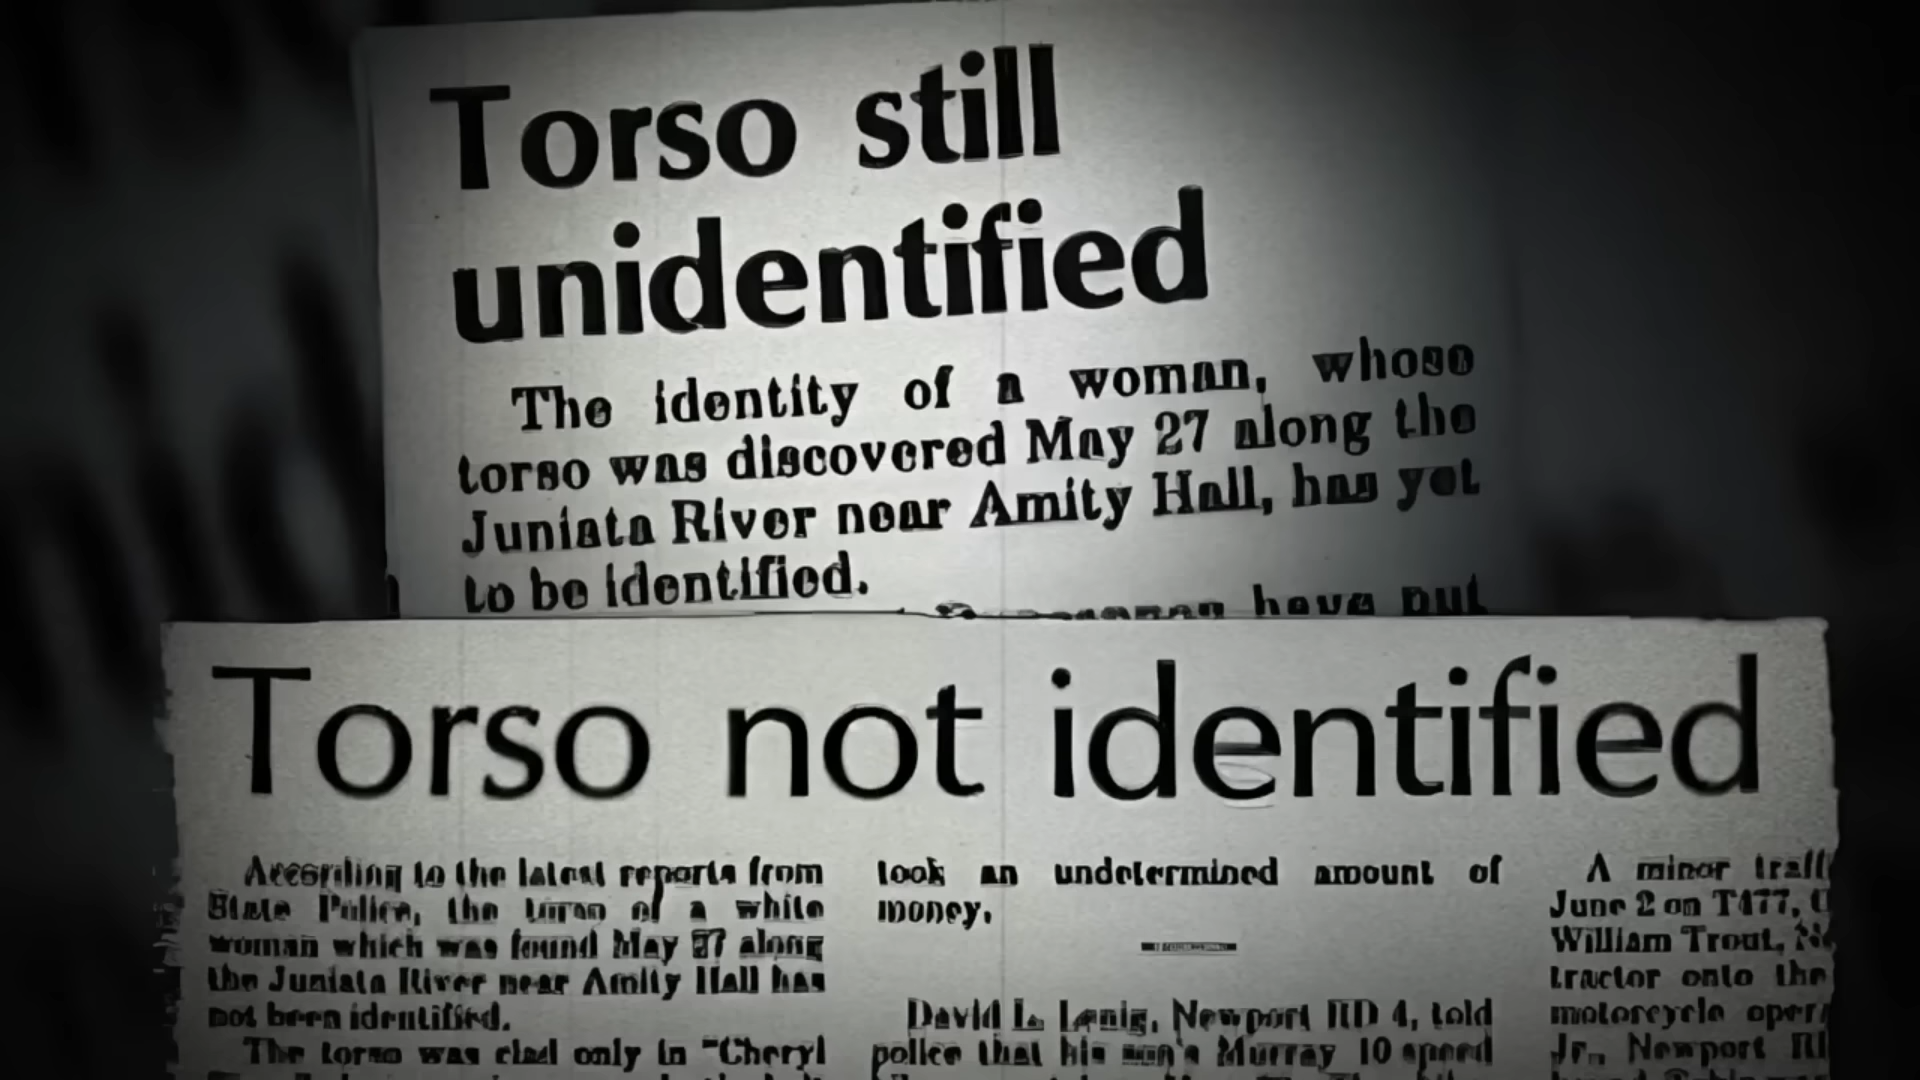 Torso still
unidentified
The identity of a woman, whose
torso was discovered May 27 along the
Juniata River near Amity Hall, has yet
to be identified.
have put
Torso not identified
According to the latest reports from
State Police, the torso of a white
woman which was found May 27 along
the Juniata River near Amity Hall has
not been identified.
The torso was clad only in "Cheryl
took an undetermined amount of
money.
David L. Lenig, Newport RD 4, told
police that his son's Murray 10 speed
A minor
June 2 on T477,
William Trout,
tractor onto the
motorcycle
Jr., Newport